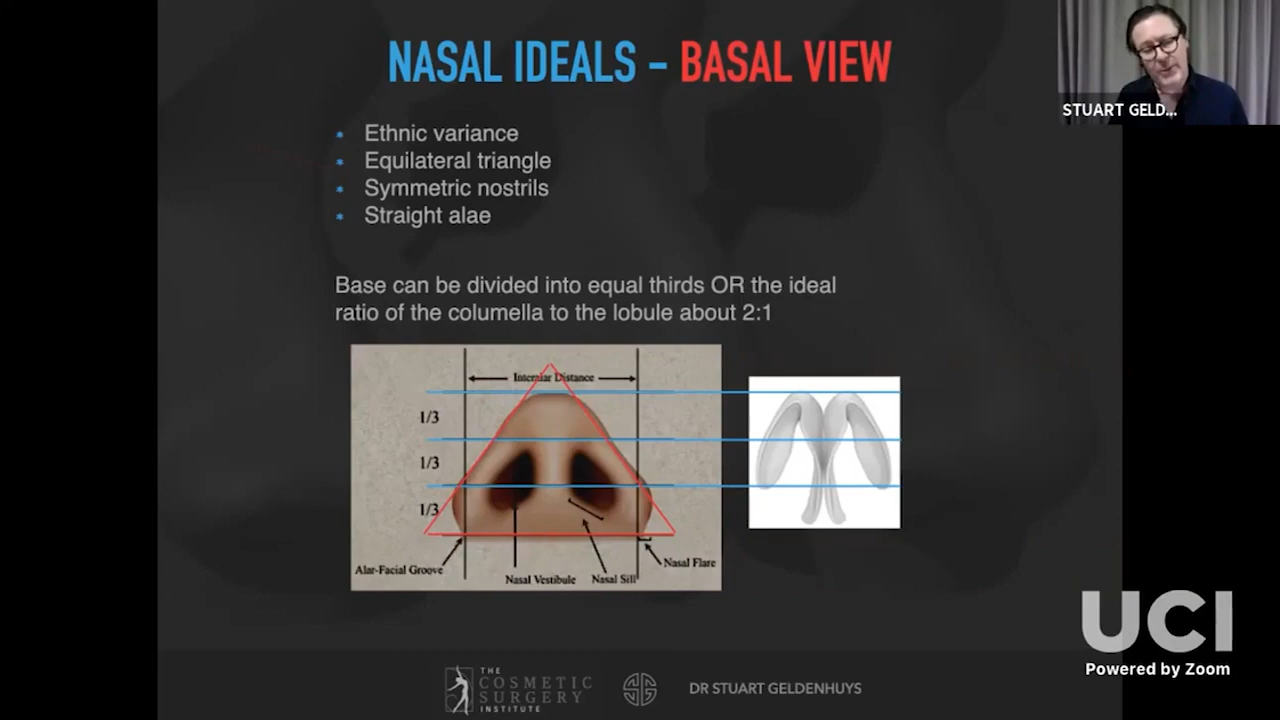 NASAL IDEALS - BASAL VIEW
STUART GELD...
* Ethnic variance
* Equilateral triangle
* Symmetric nostrils
* Straight alae
Base can be divided into equal thirds OR the ideal
ratio of the columella to the lobule about 2:1
Interalar Distance
1/3
1/3
1/3
Alar-Facial Groove
Nasal Vestibule
Nasal Sill
Nasal Flare
UCI
Powered by Zoom
THE
COSMETIC
SURGERY
INSTITUTE
DR STUART GELDENHUYS